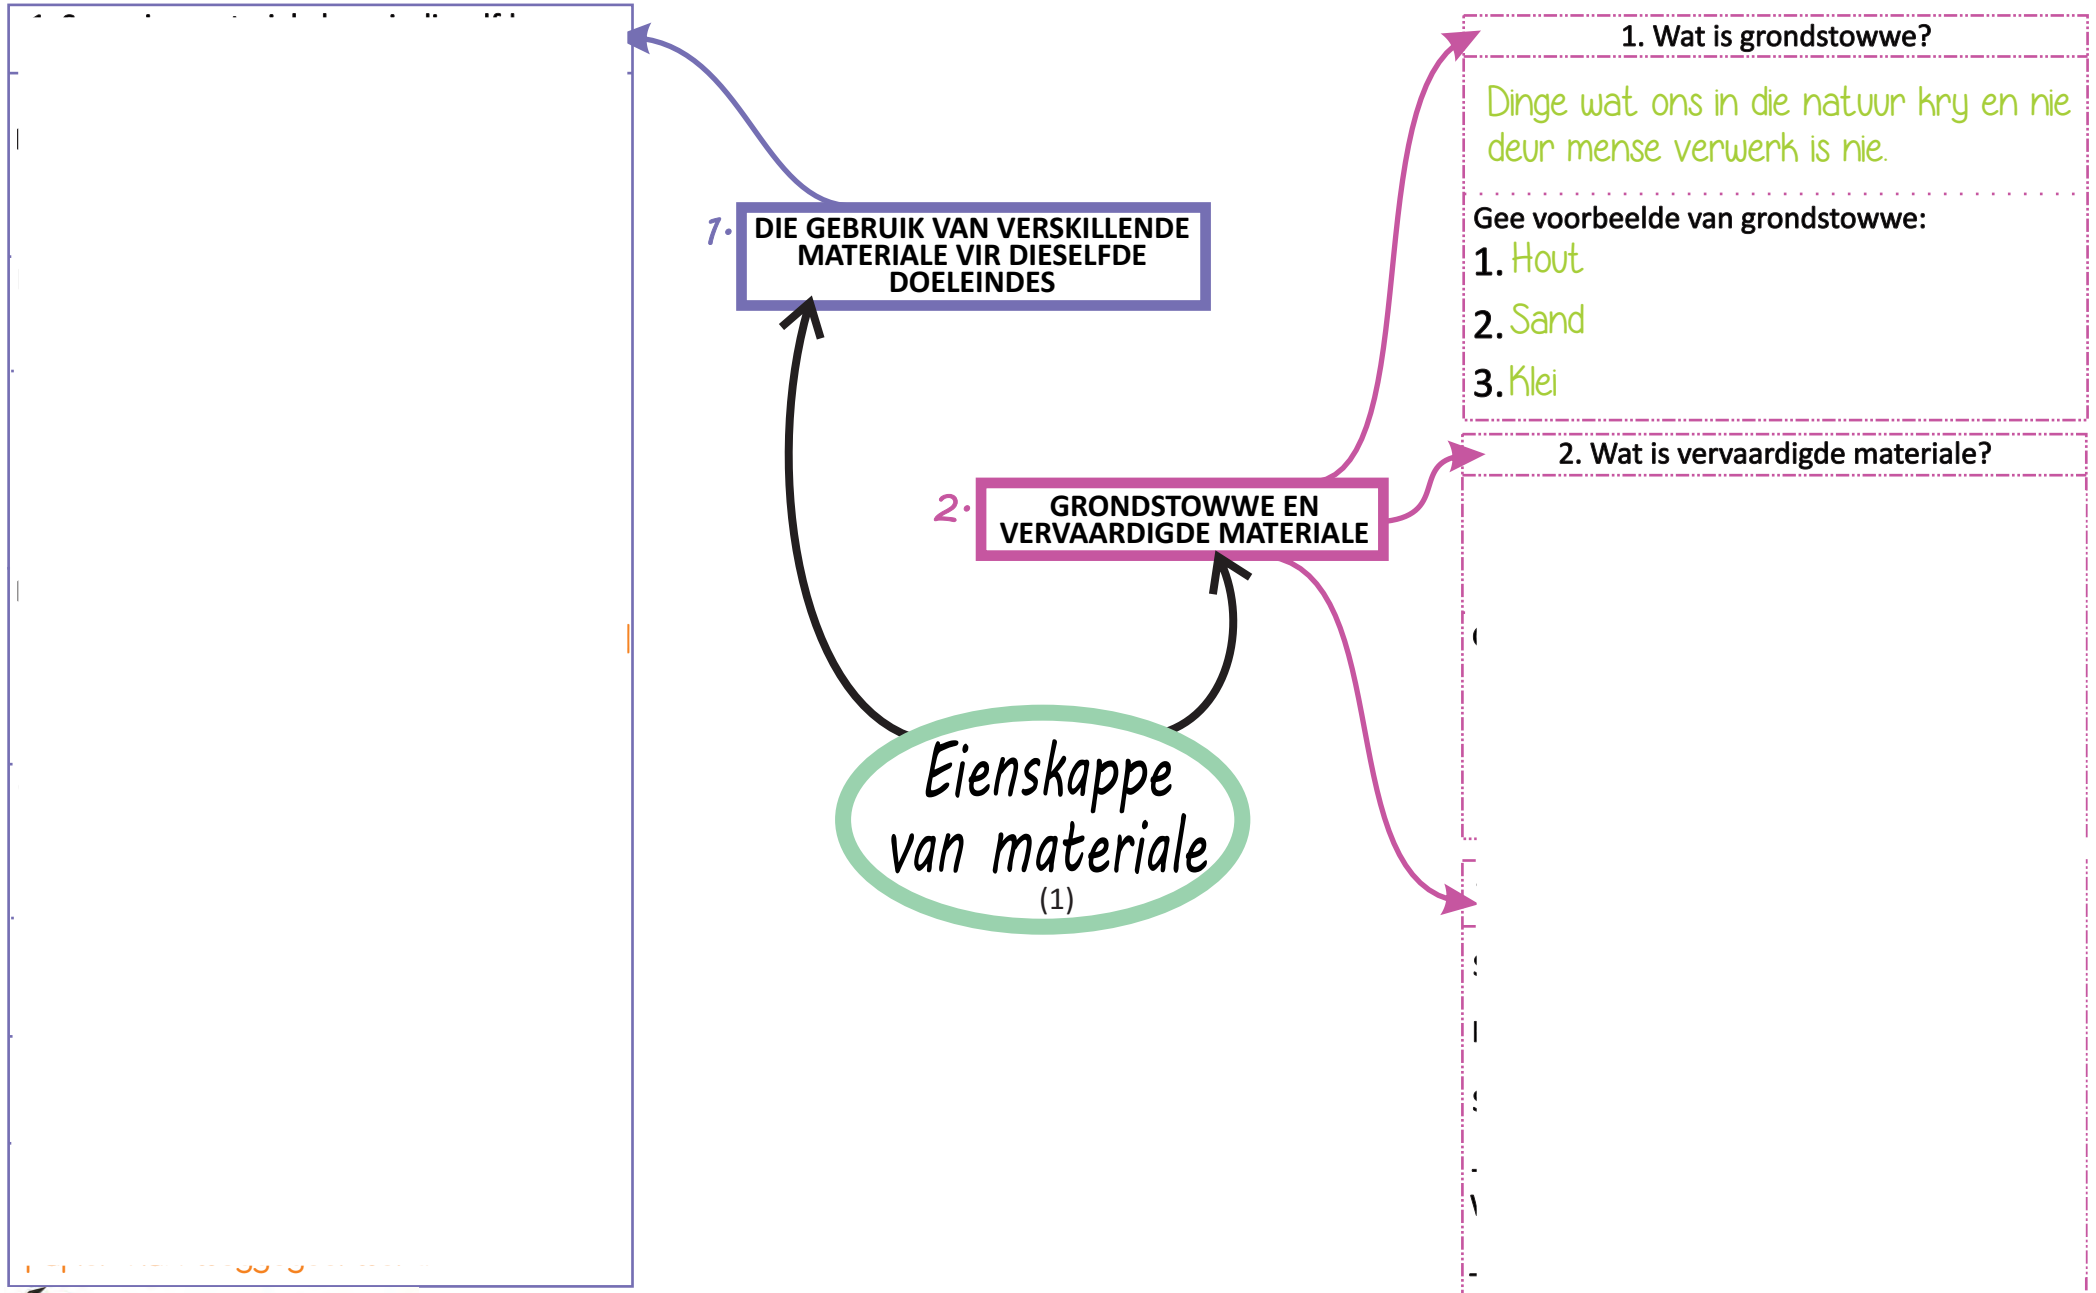 1.
DIE GEBRUIK VAN VERSKILLENDE
MATERIALE VIR DIESELFDE
DOELEINDES
2.
GRONDSTOWWE EN
VERVAARDIGDE MATERIALE
Eienskappe
van materiale
(1)
1. Wat is grondstowwe?
Dinge wat ons in die natuur kry en nie
deur mense verwerk is nie.
Gee voorbeelde van grondstowwe:
1. Hout
2. Sand
3. Klei
2. Wat is vervaardigde materiale?